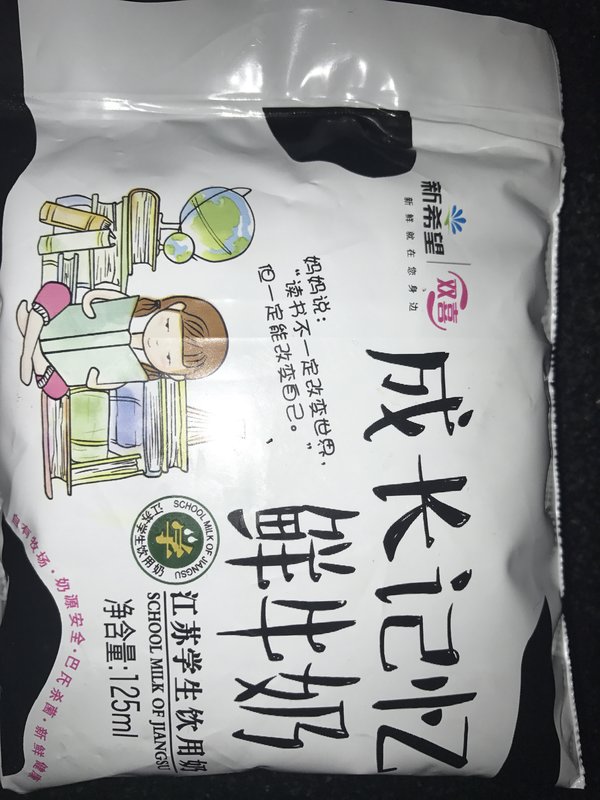 新希望
新鲜就在您身边
双喜
成长记忆
鲜牛奶
妈妈说:
“读书不一定改变世界,
但一定能改变自己。”
SCHOOL MILK OF JIANGSU
学
江苏学生饮用奶
江苏学生饮用奶
SCHOOL MILK OF JIANGSU
净含量:125ml
自有牧场·奶源安全·巴氏杀菌·新鲜健康